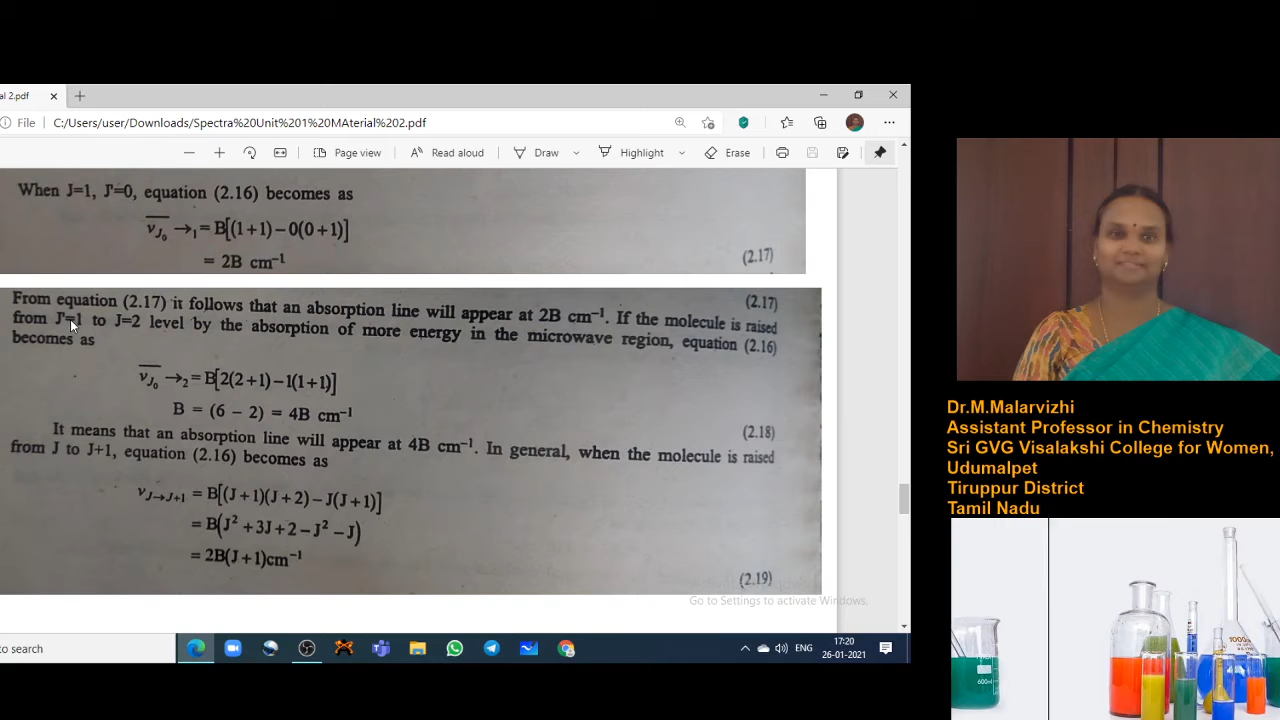 al 2.pdf
File C:/Users/user/Downloads/Spectra%20Unit%201%20MAterial%202.pdf
Page view Read aloud Draw Highlight Erase
When J=1, J'=0, equation (2.16) becomes as
ν̅J₀ →₁ = B[(1+1)−0(0+1)]
= 2B cm⁻¹ (2.17)
From equation (2.17) it follows that an absorption line will appear at 2B cm⁻¹. If the molecule is raised (2.17)
from J'=1 to J=2 level by the absorption of more energy in the microwave region, equation (2.16)
becomes as
ν̅J₀ →₂ = B[2(2+1)−1(1+1)]
B = (6 − 2) = 4B cm⁻¹
(2.18)
It means that an absorption line will appear at 4B cm⁻¹. In general, when the molecule is raised
from J to J+1, equation (2.16) becomes as
νJ→J+1 = B[(J+1)(J+2)−J(J+1)]
= B(J² + 3J + 2 − J² − J)
= 2B(J+1)cm⁻¹
(2.19)
Go to Settings to activate Windows.
to search
ENG
17:20
26-01-2021
Dr.M.Malarvizhi
Assistant Professor in Chemistry
Sri GVG Visalakshi College for Women,
Udumalpet
Tiruppur District
Tamil Nadu